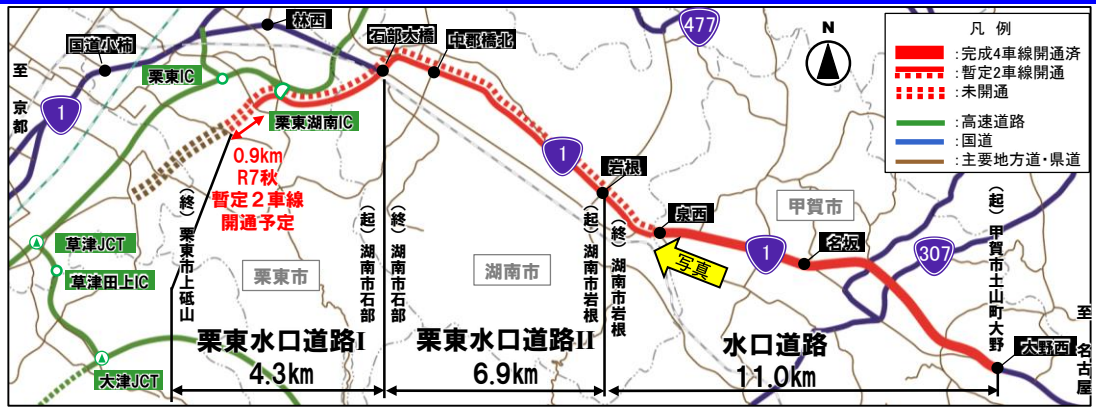 477
N
凡 例
：完成4車線開通済
：暫定2車線開通
：未開通
：高速道路
：国道
：主要地方道・県道
林西
国道小柿
石部大橋
中郡橋北
至
京都
栗東IC
1
栗東湖南IC
0.9km
R7秋
暫定２車線
開通予定
1
岩根
泉西
甲賀市
名坂
1
307
写真
草津JCT
草津田上IC
大津JCT
栗東市
湖南市
（終）栗東市上砥山
（起）湖南市石部
（終）湖南市石部
（起）湖南市岩根
（終）湖南市岩根
（起）甲賀市土山町大野
大野西
至
名古屋
栗東水口道路Ⅰ
4.3km
栗東水口道路Ⅱ
6.9km
水口道路
11.0km